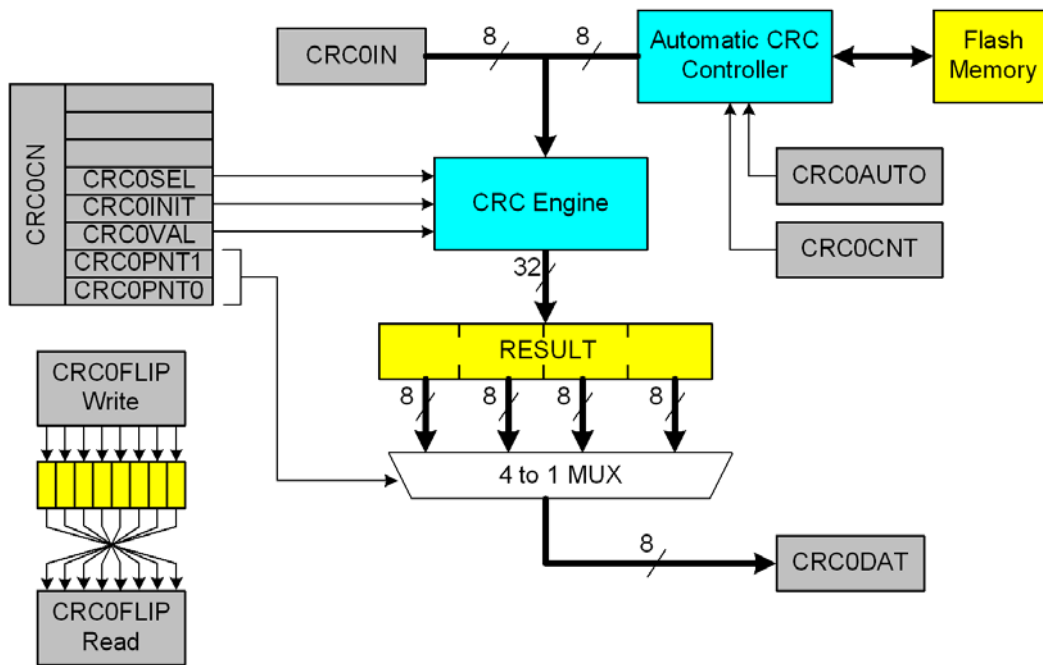 8
8
CRC0IN
Automatic CRC
Controller
Flash
Memory
CRC0CN
CRC0SEL
CRC0INIT
CRC0VAL
CRC0PNT1
CRC0PNT0
CRC Engine
CRC0AUTO
CRC0CNT
32
RESULT
8
8
8
8
4 to 1 MUX
8
CRC0DAT
CRC0FLIP
Write
CRC0FLIP
Read